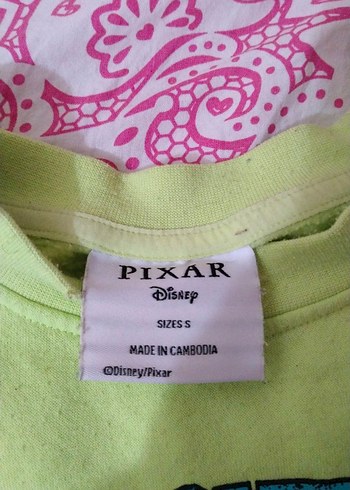 PIXAR
Disney
SIZES S
MADE IN CAMBODIA
©Disney/Pixar